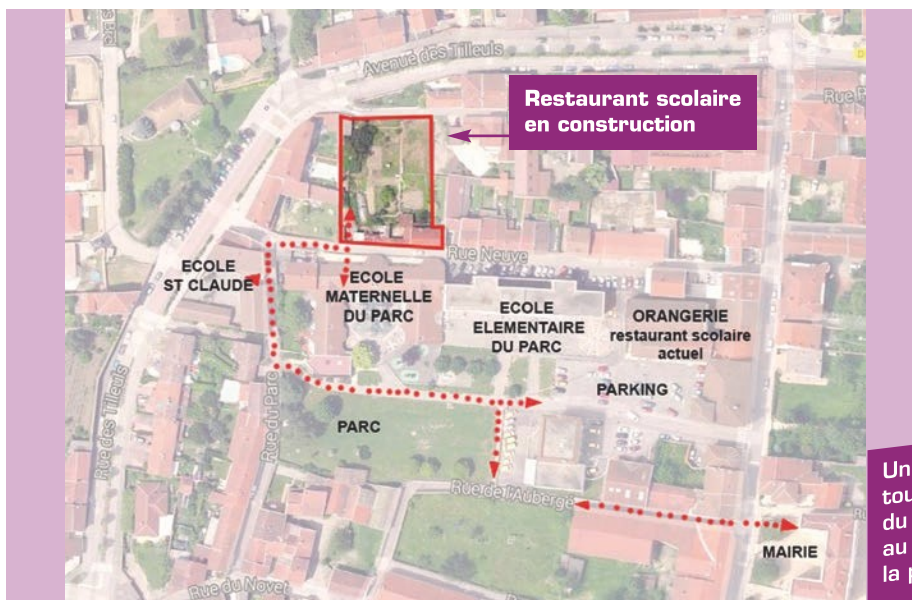 Avenue des Tilleuls
Restaurant scolaire
en construction
Rue
Rue Neuve
ECOLE
ST CLAUDE
ECOLE
MATERNELLE
DU PARC
ECOLE
ELEMENTAIRE
DU PARC
ORANGERIE
restaurant scolaire
actuel
PARKING
PARC
Rue des Tilleuls
Rue du Parc
Rue de l'Auberge
MAIRIE
Rue du Novet
Un
tou
du
au
la p